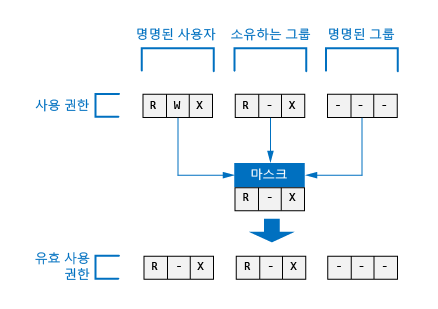 명명된 사용자 소유하는 그룹 명명된 그룹
사용 권한 R W X R - X - - -
마스크
R - X
유효 사용
권한
R - X R - X - - -